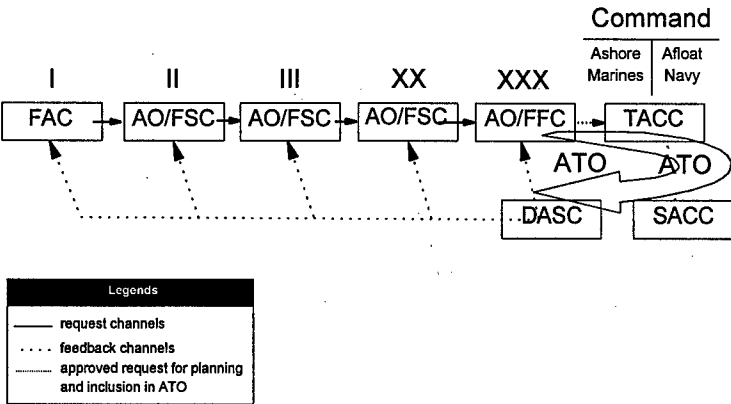 Command
Ashore Marines
Afloat Navy
I II III XX XXX
FAC AO/FSC AO/FSC AO/FSC AO/FFC TACC
ATO ATO
DASC SACC
Legends
request channels
feedback channels
approved request for planning
and inclusion in ATO